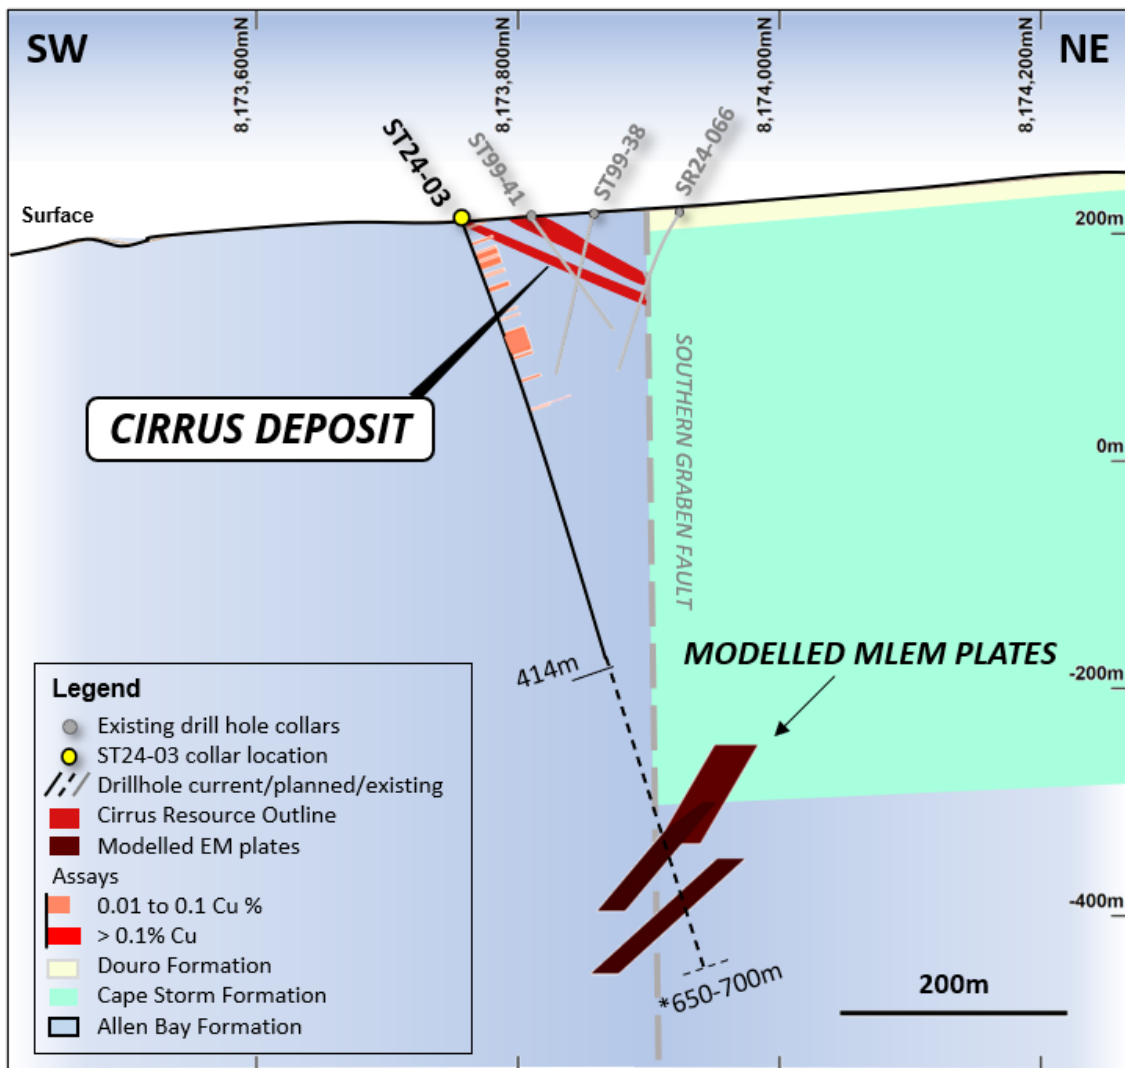 SW
8,173,600mN
8,173,800mN
8,174,000mN
8,174,200mN
NE
ST24-03
ST99-41
ST99-38
SR24-066
Surface
200m
CIRRUS DEPOSIT
SOUTHERN GRABEN FAULT
0m
MODELLED MLEM PLATES
414m
-200m
Legend
Existing drill hole collars
ST24-03 collar location
Drillhole current/planned/existing
Cirrus Resource Outline
Modelled EM plates
Assays
0.01 to 0.1 Cu %
> 0.1% Cu
Douro Formation
Cape Storm Formation
Allen Bay Formation
-400m
*650-700m
200m